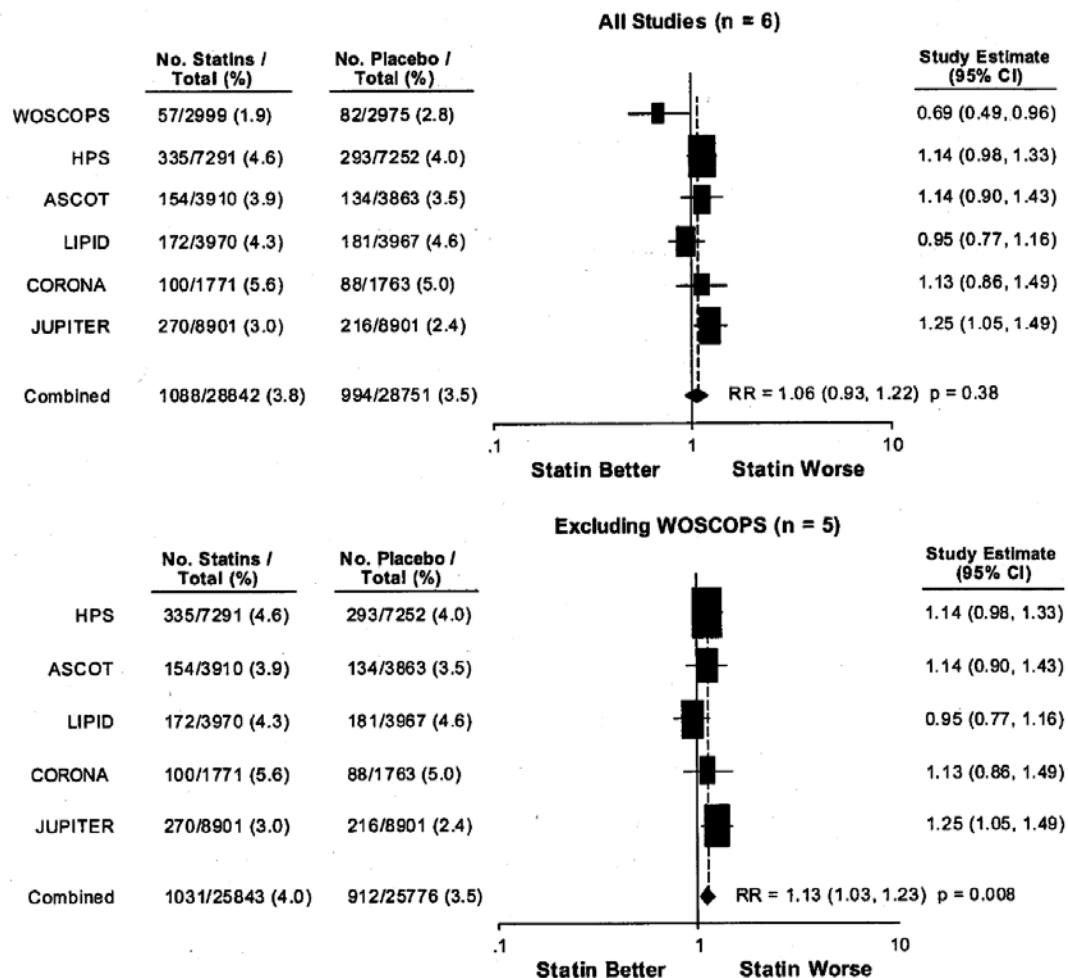 All Studies (n = 6)
No. Statins / Total (%) No. Placebo / Total (%) Study Estimate (95% CI)
WOSCOPS 57/2999 (1.9) 82/2975 (2.8) 0.69 (0.49, 0.96)
HPS 335/7291 (4.6) 293/7252 (4.0) 1.14 (0.98, 1.33)
ASCOT 154/3910 (3.9) 134/3863 (3.5) 1.14 (0.90, 1.43)
LIPID 172/3970 (4.3) 181/3967 (4.6) 0.95 (0.77, 1.16)
CORONA 100/1771 (5.6) 88/1763 (5.0) 1.13 (0.86, 1.49)
JUPITER 270/8901 (3.0) 216/8901 (2.4) 1.25 (1.05, 1.49)
Combined 1088/28842 (3.8) 994/28751 (3.5) RR = 1.06 (0.93, 1.22) p = 0.38
.1 1 10
Statin Better Statin Worse
Excluding WOSCOPS (n = 5)
No. Statins / Total (%) No. Placebo / Total (%) Study Estimate (95% CI)
HPS 335/7291 (4.6) 293/7252 (4.0) 1.14 (0.98, 1.33)
ASCOT 154/3910 (3.9) 134/3863 (3.5) 1.14 (0.90, 1.43)
LIPID 172/3970 (4.3) 181/3967 (4.6) 0.95 (0.77, 1.16)
CORONA 100/1771 (5.6) 88/1763 (5.0) 1.13 (0.86, 1.49)
JUPITER 270/8901 (3.0) 216/8901 (2.4) 1.25 (1.05, 1.49)
Combined 1031/25843 (4.0) 912/25776 (3.5) RR = 1.13 (1.03, 1.23) p = 0.008
.1 1 10
Statin Better Statin Worse